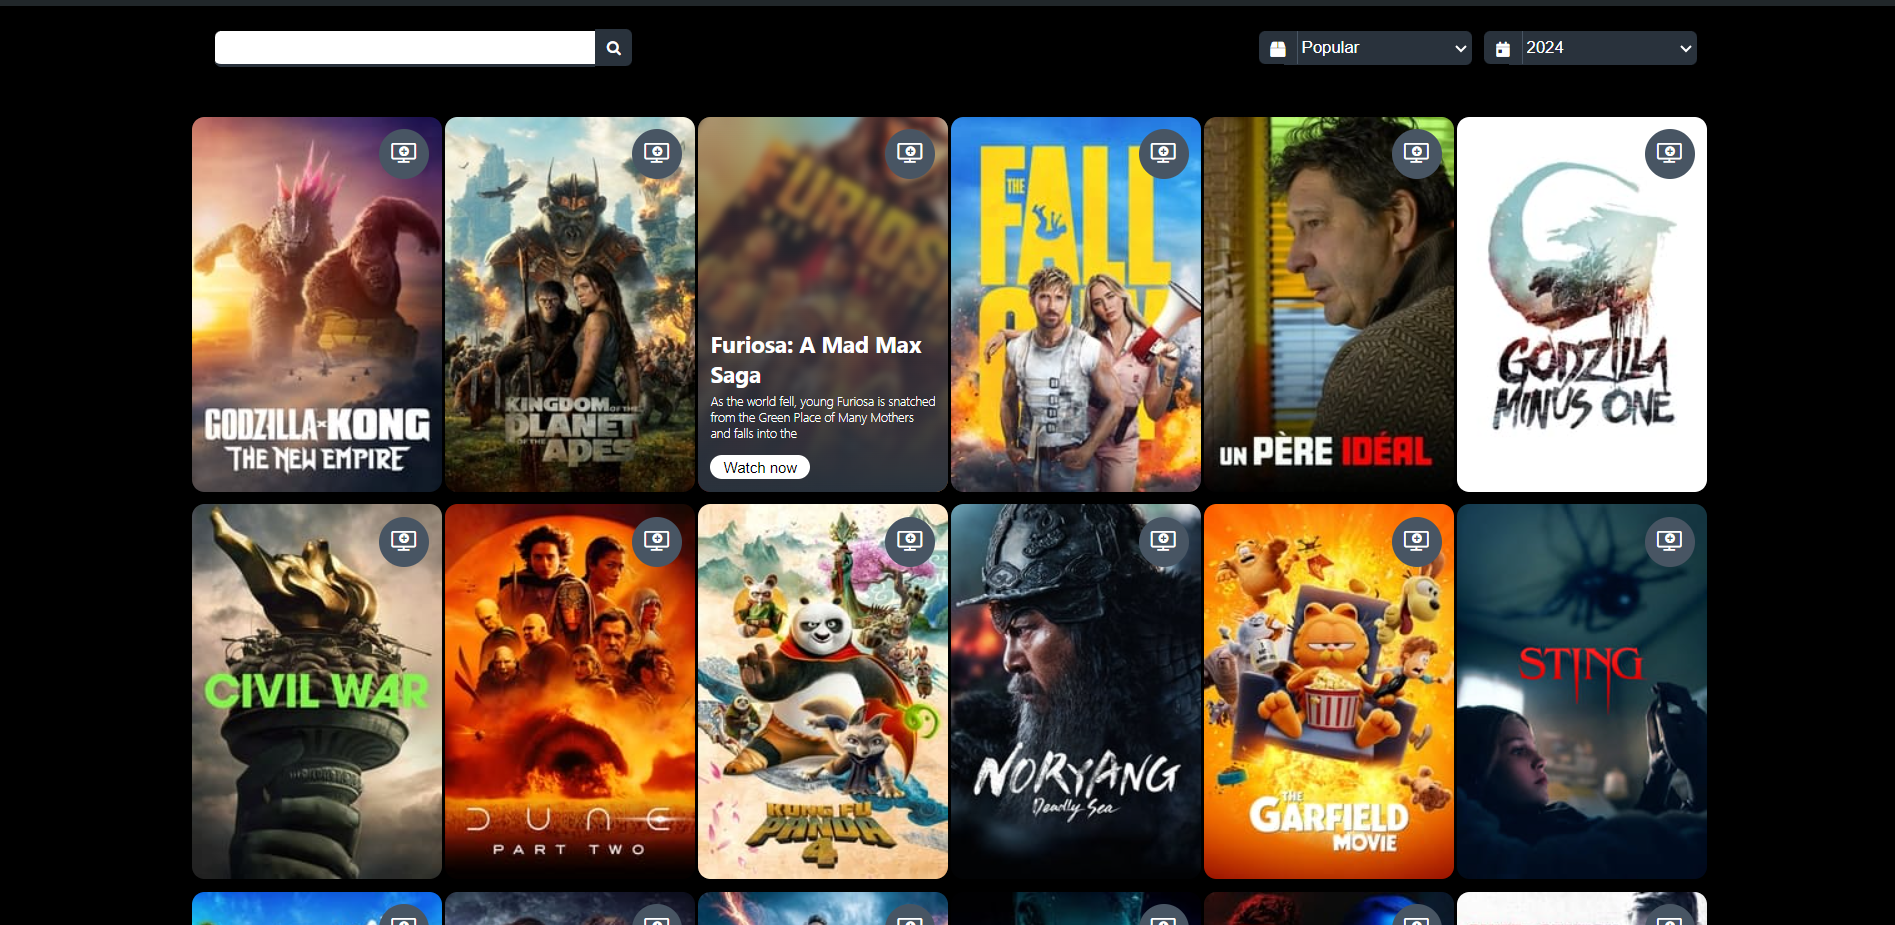 Popular
2024
GODZILLA x KONG
THE NEW EMPIRE
KINGDOM OF THE
PLANET
OF THE APES
FURIOS
Furiosa: A Mad Max
Saga
As the world fell, young Furiosa is snatched
from the Green Place of Many Mothers
and falls into the
Watch now
THE
FALL
GUY
UN PÈRE IDÉAL
GODZILLA
MINUS ONE
CIVIL WAR
DUNE
PART TWO
KUNG FU
PANDA
4
NORYANG
Deadly Sea
THE
GARFIELD
MOVIE
STING